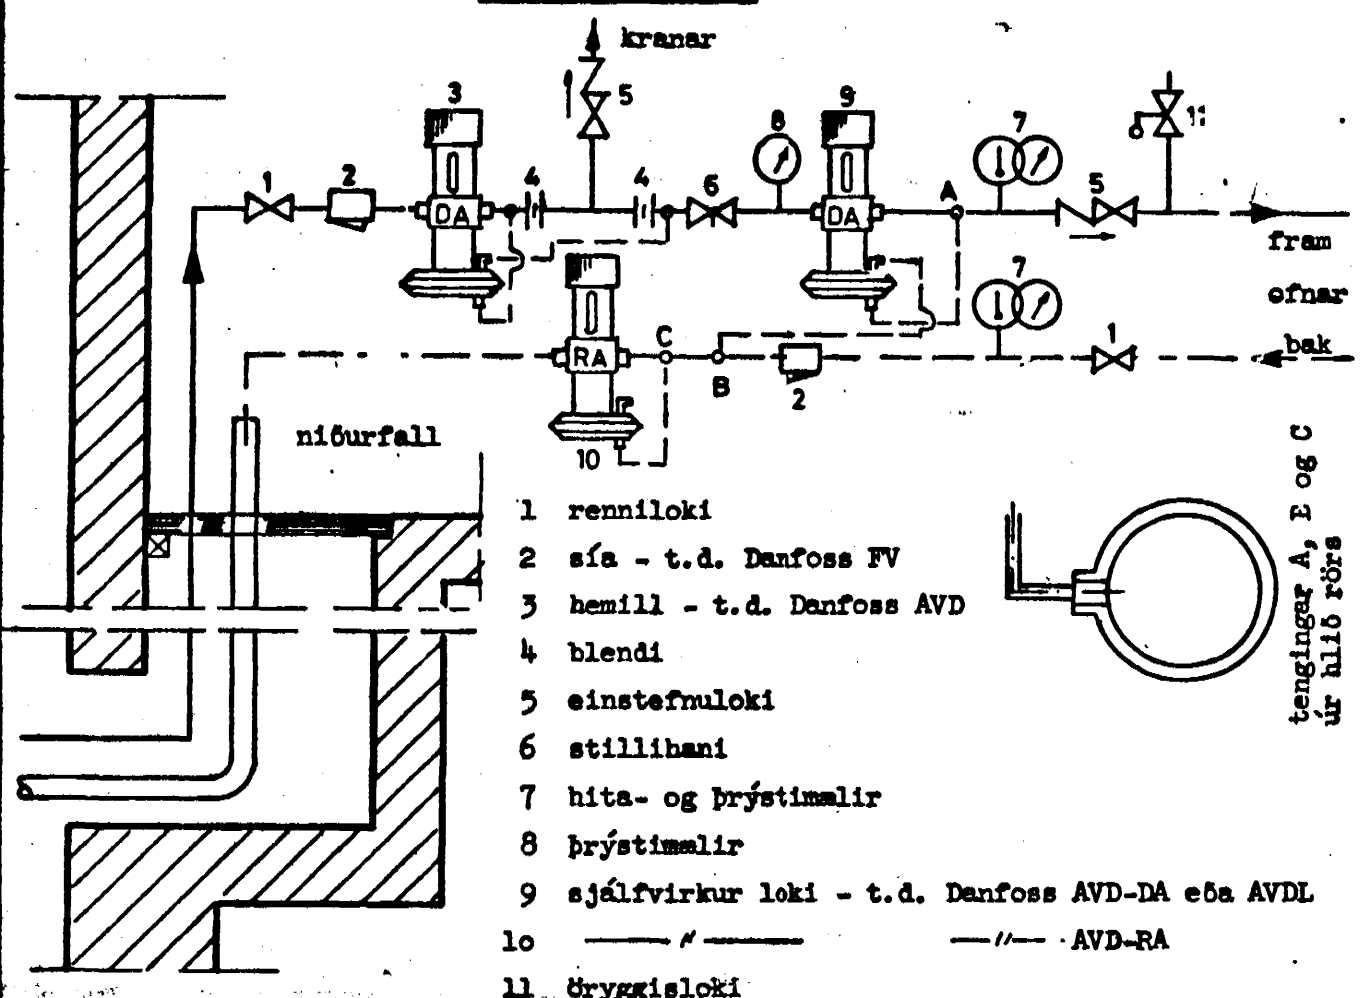 kranar
3
5
9
8
7
11
1
2
4
4
6
A
5
DA
DA
fram
ofnar
7
C
1
bak
RA
B
2
niðurfall
10
1 renniloki
2 sía - t.d. Danfoss FV
3 hemill - t.d. Danfoss AVD
4 blendi
5 einstefnuloki
6 stillihani
7 hita- og þrýstimælir
8 þrýstimælir
9 sjálfvirkur loki - t.d. Danfoss AVD-DA eða AVDL
10 —— " —— —"— AVD-RA
11 öryggisloki
tengingar A, E og C
úr hlið rörs